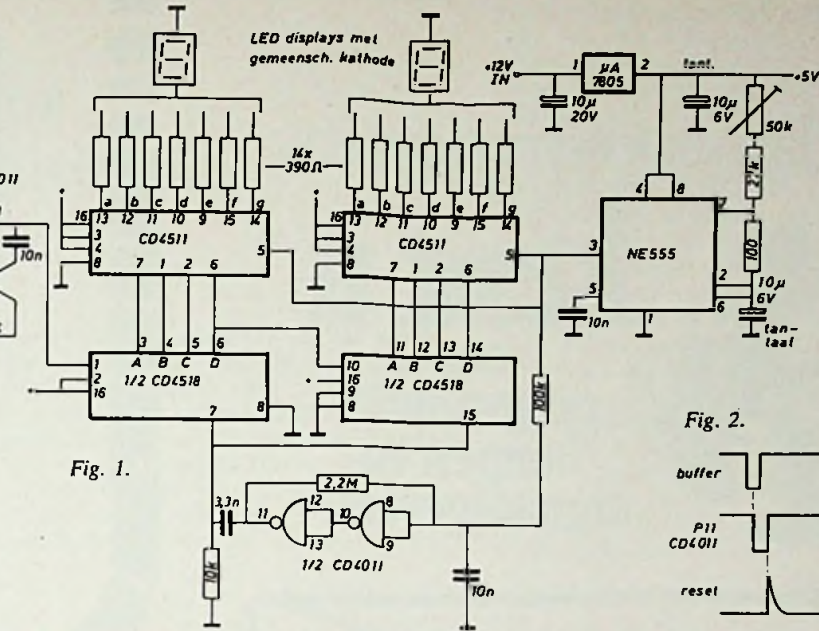 LED displays met
gemeensch. kathode
+12V
IN
1
µA
7805
2
tant.
+5V
10µ
20V
10µ
6V
50k
14x
390Ω
a b c d e f g
13 12 11 10 9 15 14
16
3
4
8
CD4511
5
7 1 2 6
a b c d e f g
13 12 11 10 9 15 14
16
3
4
8
CD4511
5
7 1 2 6
10n
4 8
7
3
NE555
100
2
10µ
6V
6
5
10n
1
tan-
taal
3 4 5 6
A B C D
1
2
16
1/2 CD4518
8
7
11 12 13 14
A B C D
10
16
9
8
1/2 CD4518
15
100k
Fig. 1.
Fig. 2.
2,2M
3,3n
11
12
13
10
8
9
1/2 CD4011
10k
10n
buffer
P11
CD4011
reset